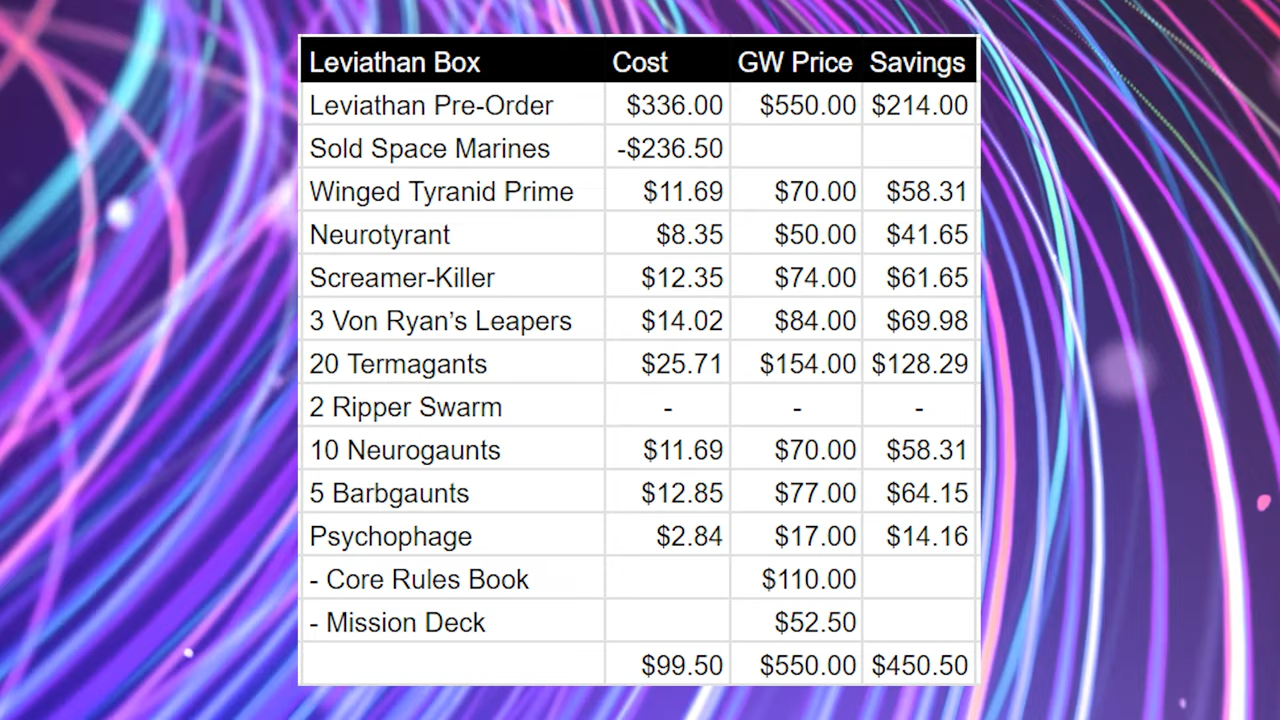 Leviathan Box Cost GW Price Savings
Leviathan Pre-Order $336.00 $550.00 $214.00
Sold Space Marines -$236.50
Winged Tyranid Prime $11.69 $70.00 $58.31
Neurotyrant $8.35 $50.00 $41.65
Screamer-Killer $12.35 $74.00 $61.65
3 Von Ryan’s Leapers $14.02 $84.00 $69.98
20 Termagants $25.71 $154.00 $128.29
2 Ripper Swarm - - -
10 Neurogaunts $11.69 $70.00 $58.31
5 Barbgaunts $12.85 $77.00 $64.15
Psychophage $2.84 $17.00 $14.16
- Core Rules Book $110.00
- Mission Deck $52.50
$99.50 $550.00 $450.50